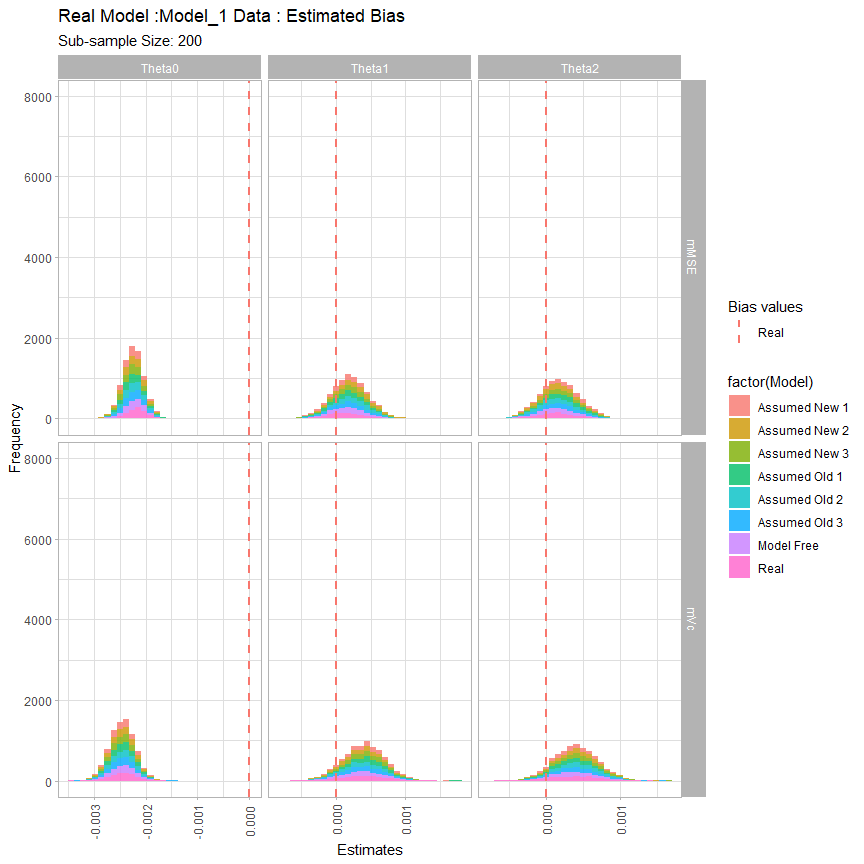 Real Model :Model_1 Data : Estimated Bias
Sub-sample Size: 200
Theta0
Theta1
Theta2
8000
6000
4000
2000
0
mMSE
8000
6000
4000
2000
0
mVc
Frequency
-0.003
-0.002
-0.001
0.000
0.000
0.001
0.000
0.001
Estimates
Bias values
Real
factor(Model)
Assumed New 1
Assumed New 2
Assumed New 3
Assumed Old 1
Assumed Old 2
Assumed Old 3
Model Free
Real